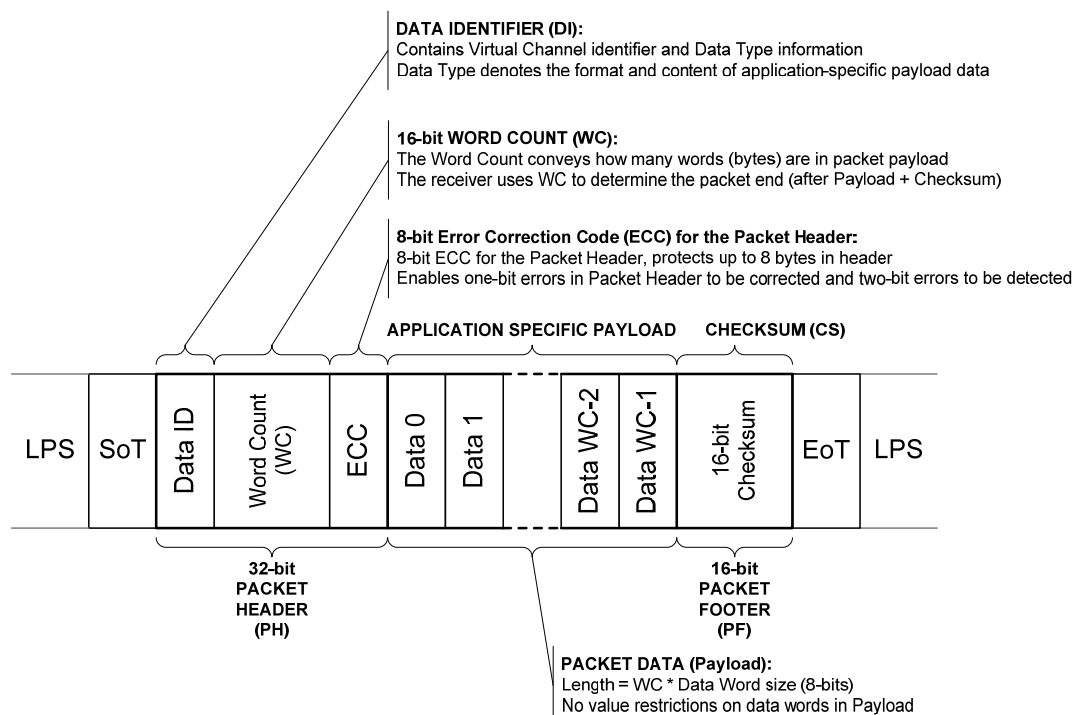 DATA IDENTIFIER (DI):
Contains Virtual Channel identifier and Data Type information
Data Type denotes the format and content of application-specific payload data
16-bit WORD COUNT (WC):
The Word Count conveys how many words (bytes) are in packet payload
The receiver uses WC to determine the packet end (after Payload + Checksum)
8-bit Error Correction Code (ECC) for the Packet Header:
8-bit ECC for the Packet Header, protects up to 8 bytes in header
Enables one-bit errors in Packet Header to be corrected and two-bit errors to be detected
APPLICATION SPECIFIC PAYLOAD
CHECKSUM (CS)
LPS
SoT
Data ID
Word Count
(WC)
ECC
Data 0
Data 1
Data WC-2
Data WC-1
16-bit
Checksum
EoT
LPS
32-bit
PACKET
HEADER
(PH)
16-bit
PACKET
FOOTER
(PF)
PACKET DATA (Payload):
Length = WC * Data Word size (8-bits)
No value restrictions on data words in Payload